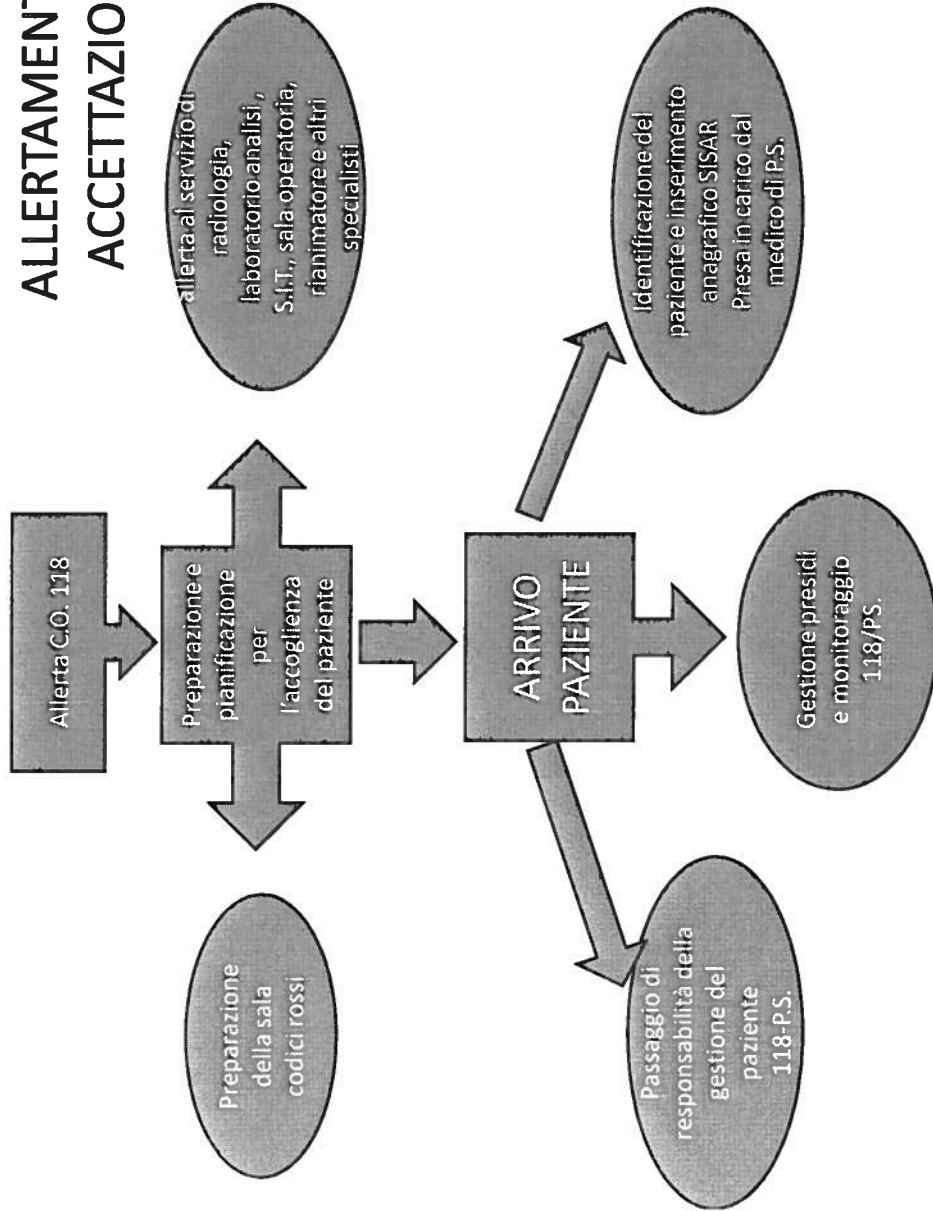 ALLERTAMEN
ACCETTAZIO
Allerta C.O. 118
Preparazione
della sala
codici rossi
Preparazione e
pianificazione
per
l'accoglienza
del paziente
allerta al servizio di
radiologia,
laboratorio analisi ,
S.I.T., sala operatoria,
rianimatore e altri
specialisti
ARRIVO
PAZIENTE
Passaggio di
responsabilità della
gestione del
paziente
118-P.S.
Gestione presidi
e monitoraggio
118/PS.
Identificazione del
paziente e inserimento
anagrafico SISAR
Presa in carico dal
medico di P.S.